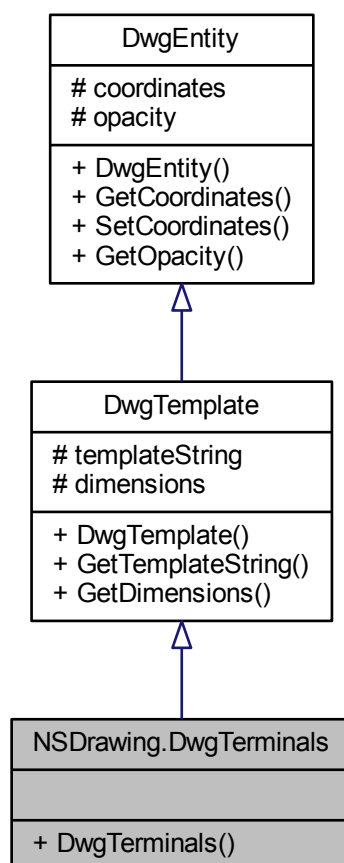 DwgEntity
# coordinates
# opacity
+ DwgEntity()
+ GetCoordinates()
+ SetCoordinates()
+ GetOpacity()
DwgTemplate
# templateString
# dimensions
+ DwgTemplate()
+ GetTemplateString()
+ GetDimensions()
NSDrawing.DwgTerminals
+ DwgTerminals()